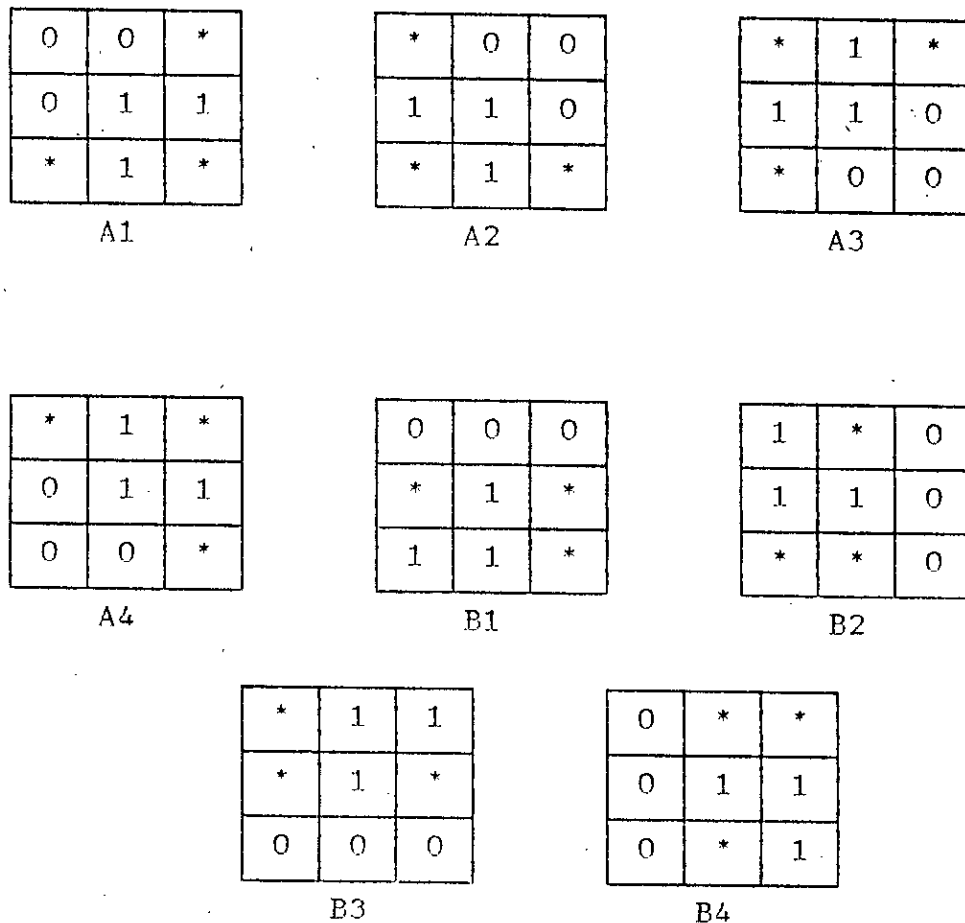 0 0 * * 0 0 * 1 *
0 1 1 1 1 0 1 1 0
* 1 * * 1 * * 0 0
A1 A2 A3
* 1 * 0 0 0 1 * 0
0 1 1 * 1 * 1 1 0
0 0 * 1 1 * * * 0
A4 B1 B2
* 1 1 0 * *
* 1 * 0 1 1
0 0 0 0 * 1
B3 B4